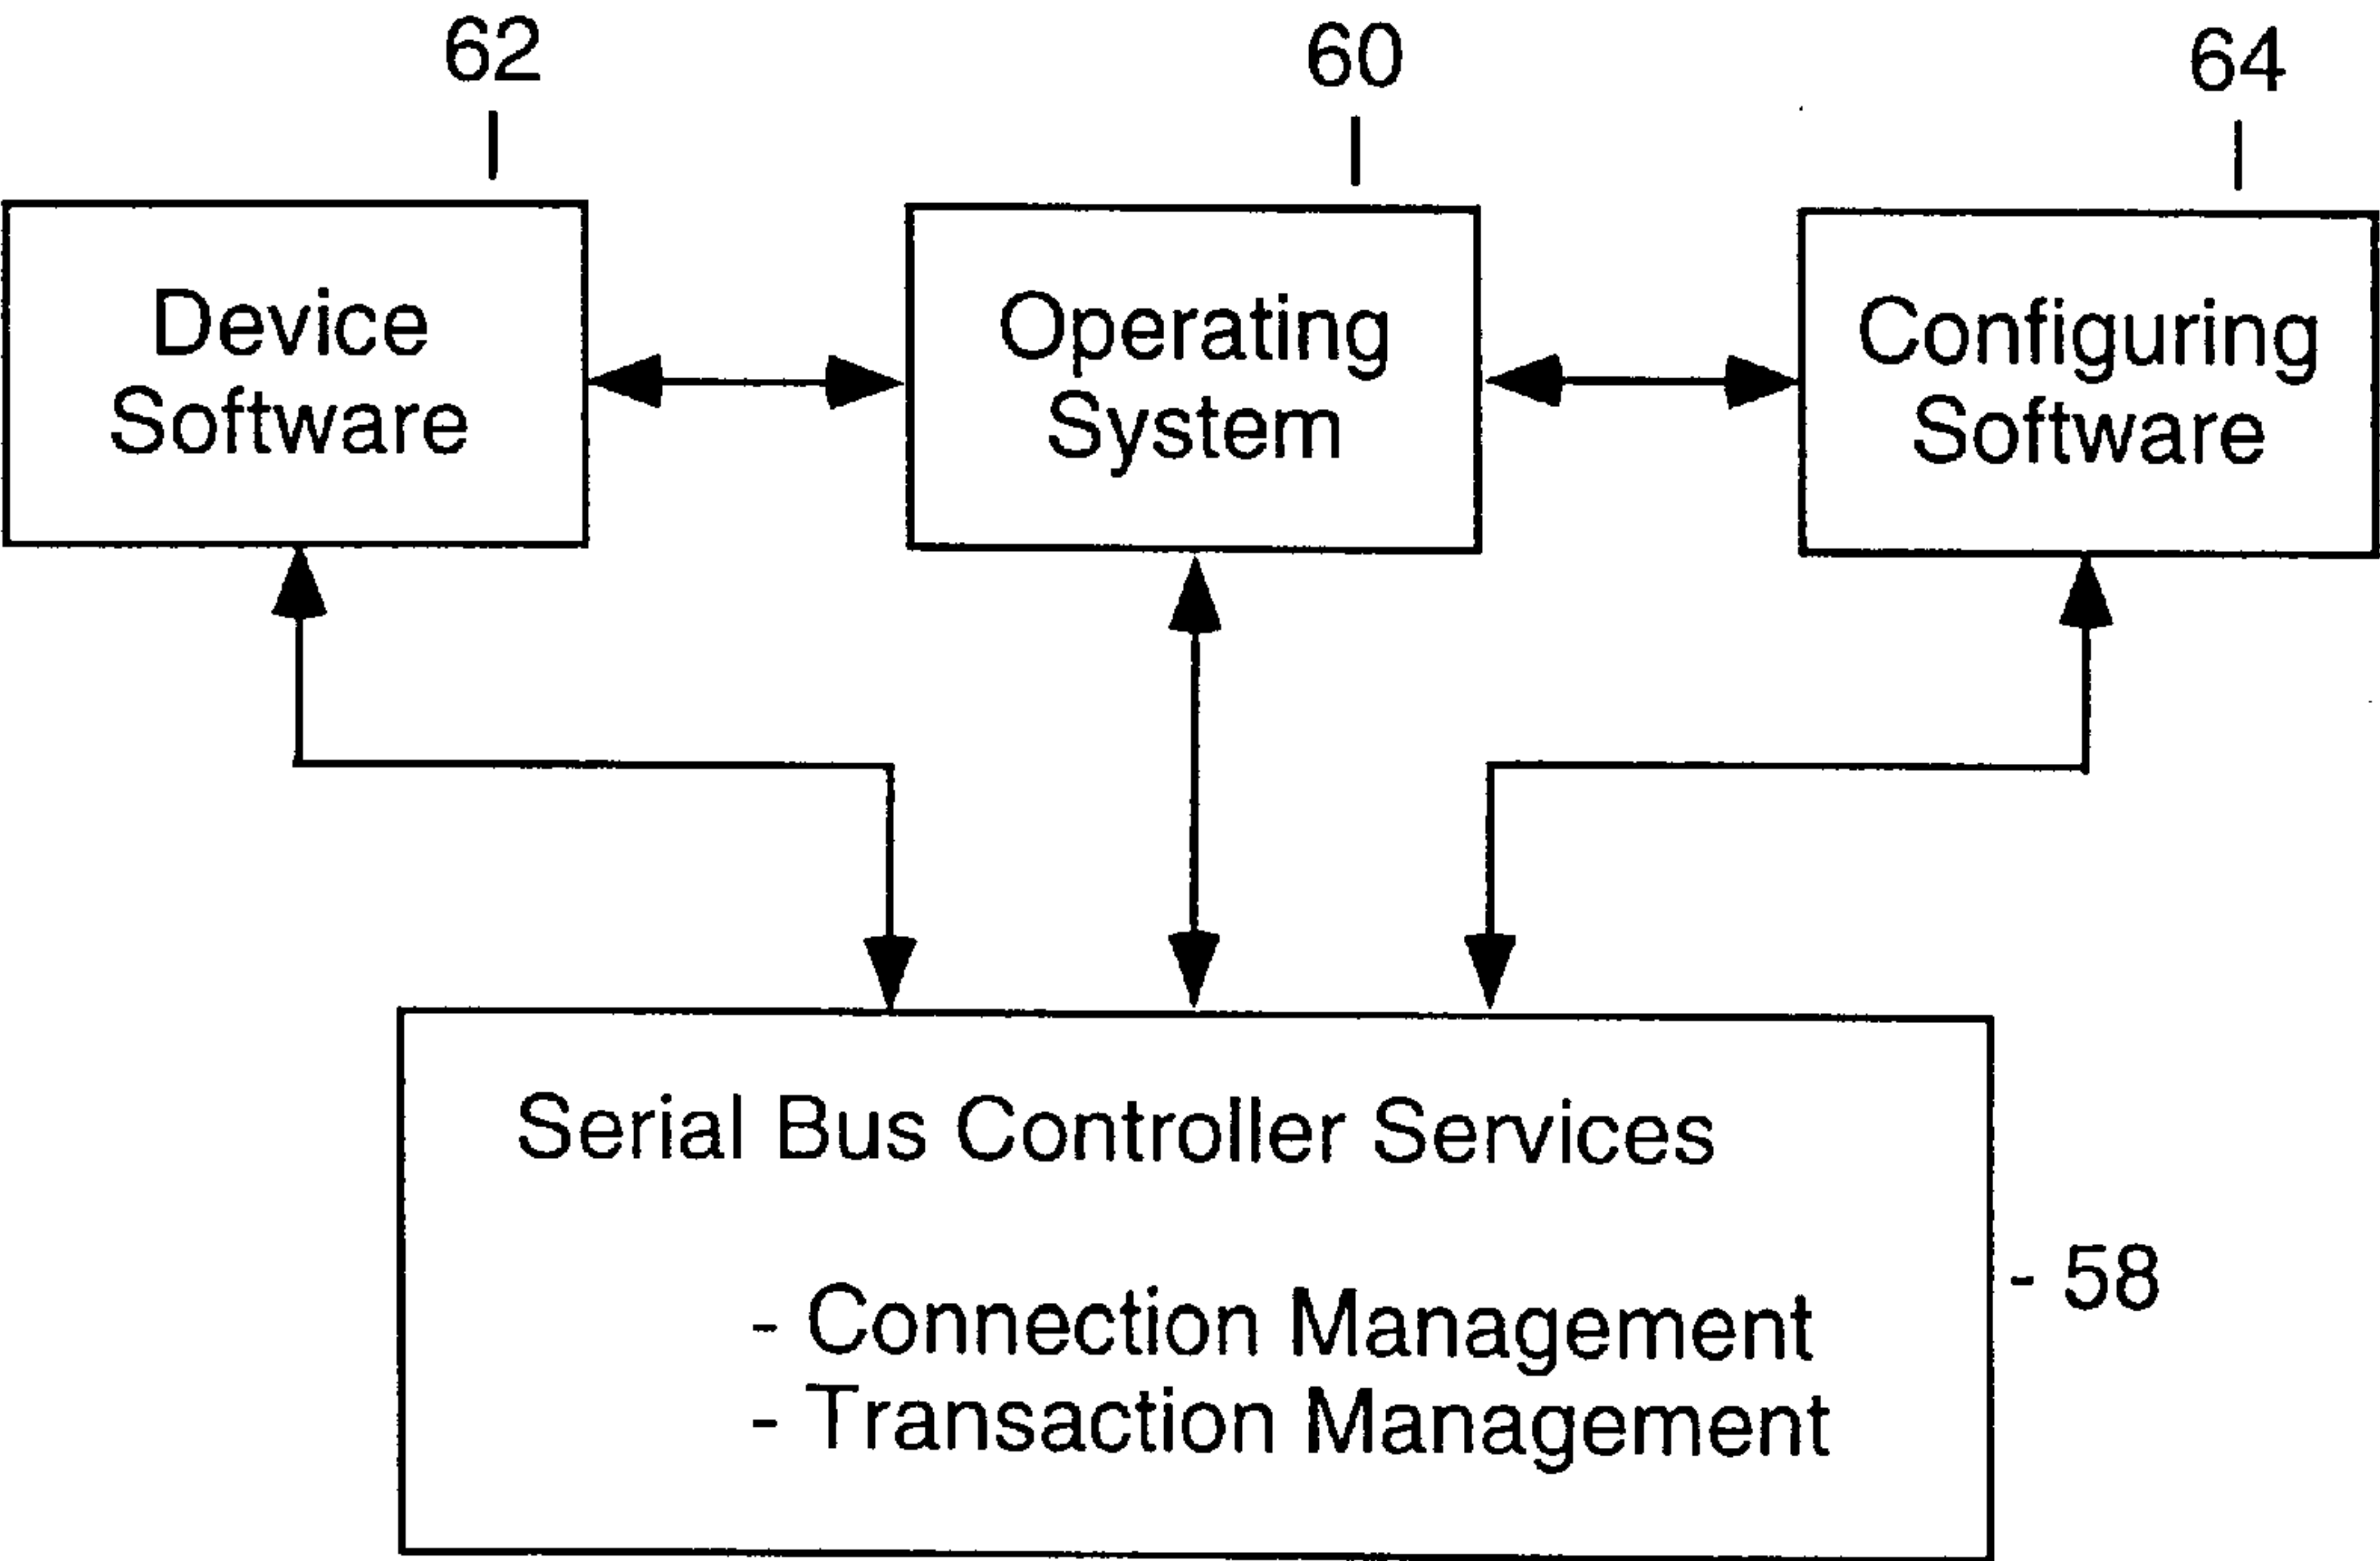 62
60
64
Device
Software
Operating
System
Configuring
Software
Serial Bus Controller Services
- Connection Management
- Transaction Management
- 58